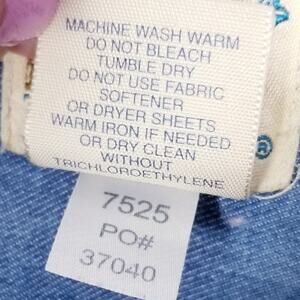 MACHINE WASH WARM
DO NOT BLEACH
TUMBLE DRY
DO NOT USE FABRIC
SOFTENER
OR DRYER SHEETS
WARM IRON IF NEEDED
OR DRY CLEAN
WITHOUT
TRICHLOROETHYLENE
7525
PO#
37040